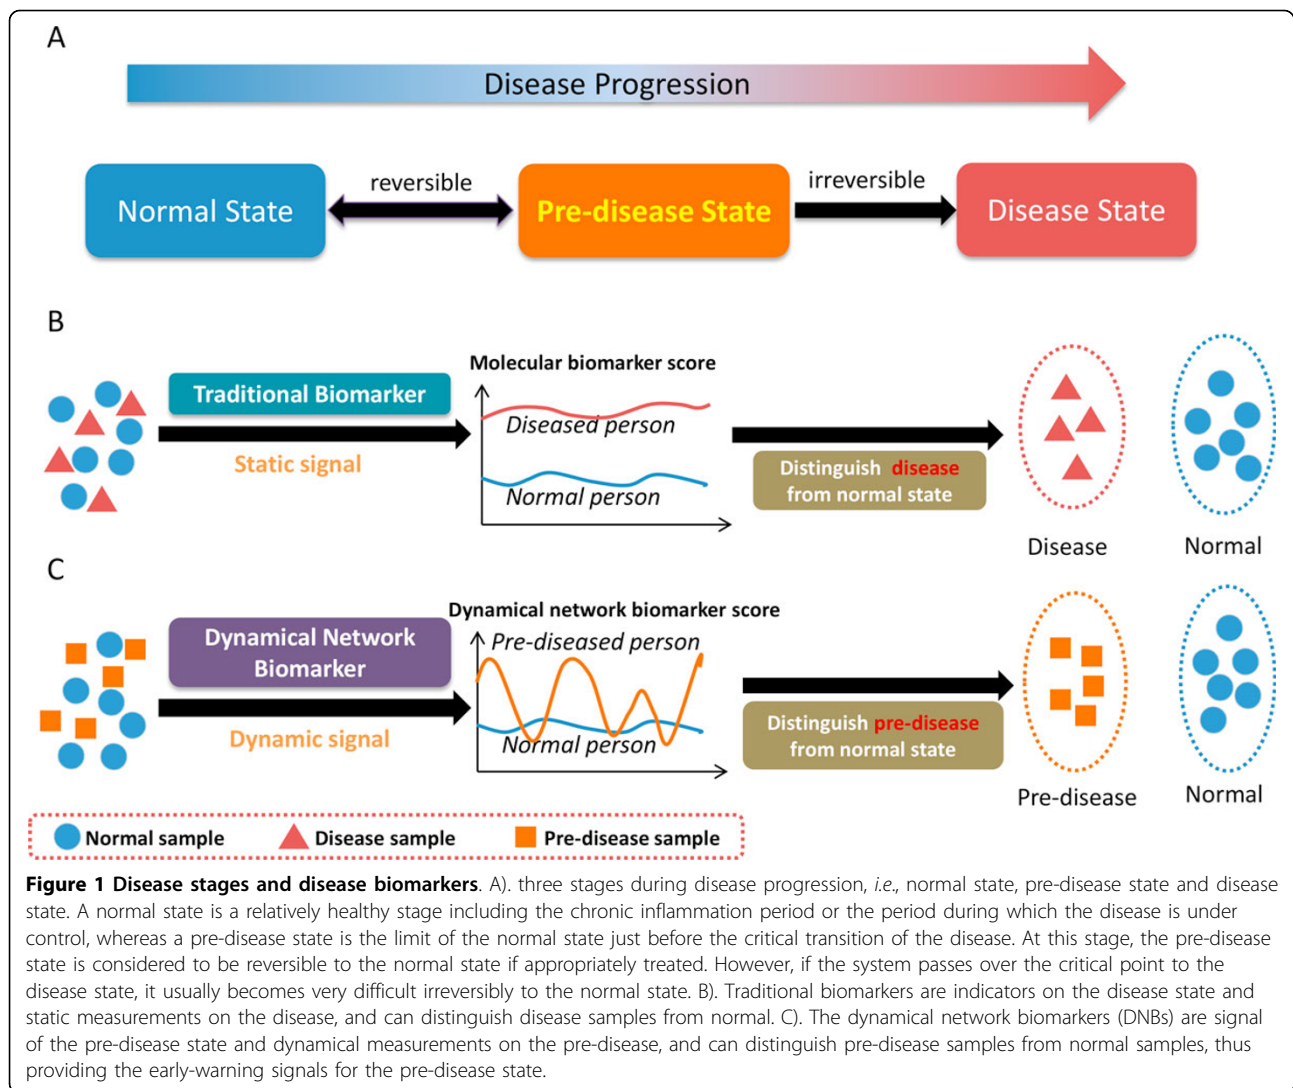 A
Disease Progression
Normal State
reversible
Pre-disease State
irreversible
Disease State
B
Traditional Biomarker
Static signal
Molecular biomarker score
Diseased person
Normal person
Distinguish disease
from normal state
Disease
Normal
C
Dynamical Network
Biomarker
Dynamic signal
Dynamical network biomarker score
Pre-diseased person
Normal person
Distinguish pre-disease
from normal state
Pre-disease
Normal
Normal sample
Disease sample
Pre-disease sample
Figure 1 Disease stages and disease biomarkers. A). three stages during disease progression, i.e., normal state, pre-disease state and disease
state. A normal state is a relatively healthy stage including the chronic inflammation period or the period during which the disease is under
control, whereas a pre-disease state is the limit of the normal state just before the critical transition of the disease. At this stage, the pre-disease
state is considered to be reversible to the normal state if appropriately treated. However, if the system passes over the critical point to the
disease state, it usually becomes very difficult irreversibly to the normal state. B). Traditional biomarkers are indicators on the disease state and
static measurements on the disease, and can distinguish disease samples from normal. C). The dynamical network biomarkers (DNBs) are signal
of the pre-disease state and dynamical measurements on the pre-disease, and can distinguish pre-disease samples from normal samples, thus
providing the early-warning signals for the pre-disease state.